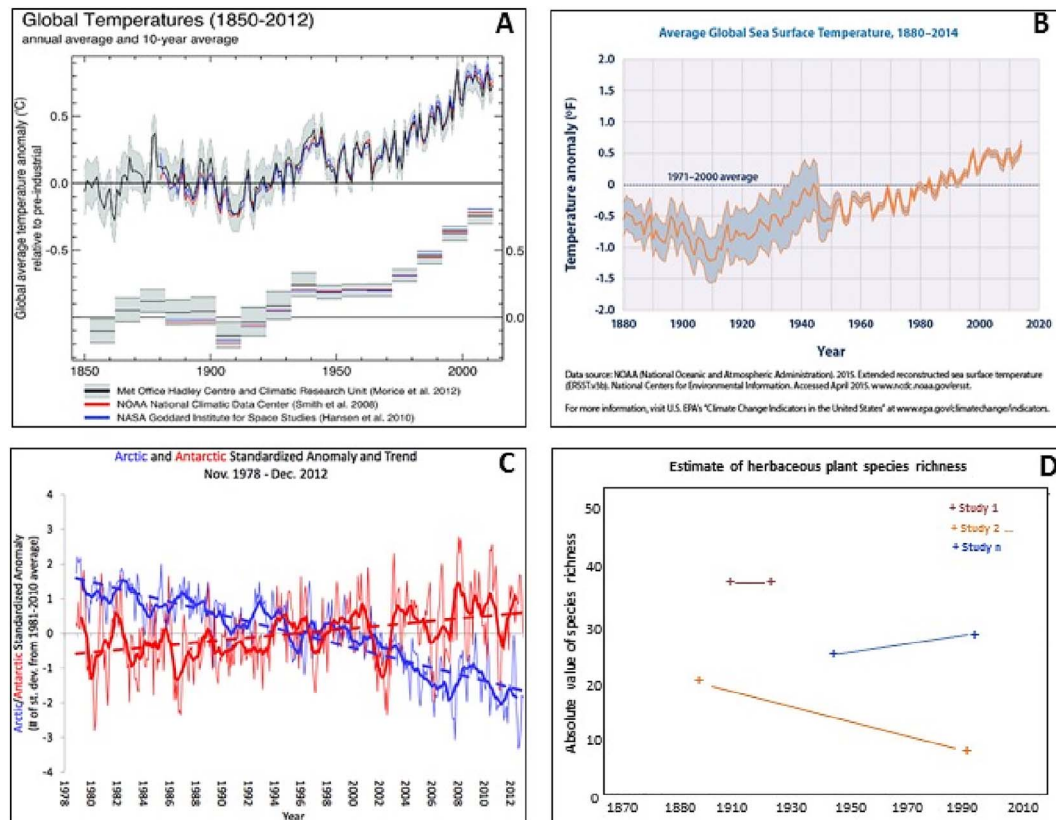 Global Temperatures (1850-2012)
annual average and 10-year average
A
Global average temperature anomaly (°C)
relative to pre-industrial
0.5
0.0
-0.5
0.5
0.0
1850
1900
1950
2000
Met Office Hadley Centre and Climatic Research Unit (Morice et al. 2012)
NOAA National Climatic Data Center (Smith et al. 2008)
NASA Goddard Institute for Space Studies (Hansen et al. 2010)
B
Average Global Sea Surface Temperature, 1880–2014
Temperature anomaly (°F)
2.0
1.5
1.0
0.5
0
-0.5
-1.0
-1.5
-2.0
1971–2000 average
1880
1900
1920
1940
1960
1980
2000
2020
Year
Data source: NOAA (National Oceanic and Atmospheric Administration). 2015. Extended reconstructed sea surface temperature
(ERSST.v3b). National Centers for Environmental Information. Accessed April 2015. www.ncdc.noaa.gov/ersst.
For more information, visit U.S. EPA's "Climate Change Indicators in the United States" at www.epa.gov/climatechange/indicators.
Arctic and Antarctic Standardized Anomaly and Trend
Nov. 1978 - Dec. 2012
C
Arctic/Antarctic Standardized Anomaly
(# of st. dev. from 1981-2010 average)
4
3
2
1
0
-1
-2
-3
-4
1978
1980
1982
1984
1986
1988
1990
1992
1994
1996
1998
2000
2002
2004
2006
2008
2010
2012
Year
Estimate of herbaceous plant species richness
D
Absolute value of species richness
50
40
30
20
10
0
Study 1
Study 2 ...
Study n
1870
1880
1910
1930
1950
1970
1990
2010